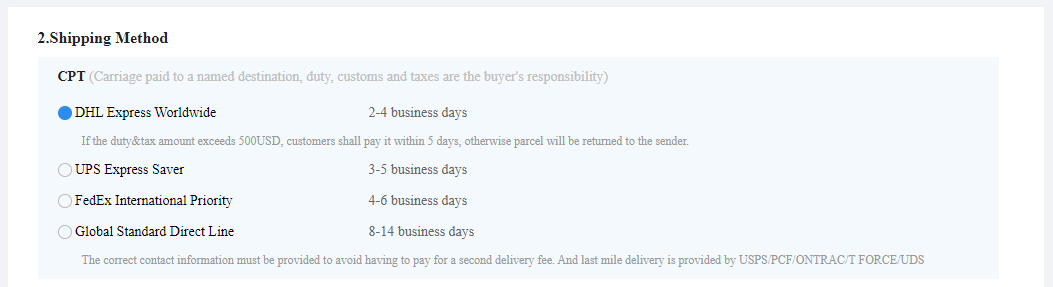 2.Shipping Method
CPT (Carriage paid to a named destination, duty, customs and taxes are the buyer's responsibility)
DHL Express Worldwide 2-4 business days
If the duty&tax amount exceeds 500USD, customers shall pay it within 5 days, otherwise parcel will be returned to the sender.
UPS Express Saver 3-5 business days
FedEx International Priority 4-6 business days
Global Standard Direct Line 8-14 business days
The correct contact information must be provided to avoid having to pay for a second delivery fee. And last mile delivery is provided by USPS/PCF/ONTRAC/T FORCE/UDS